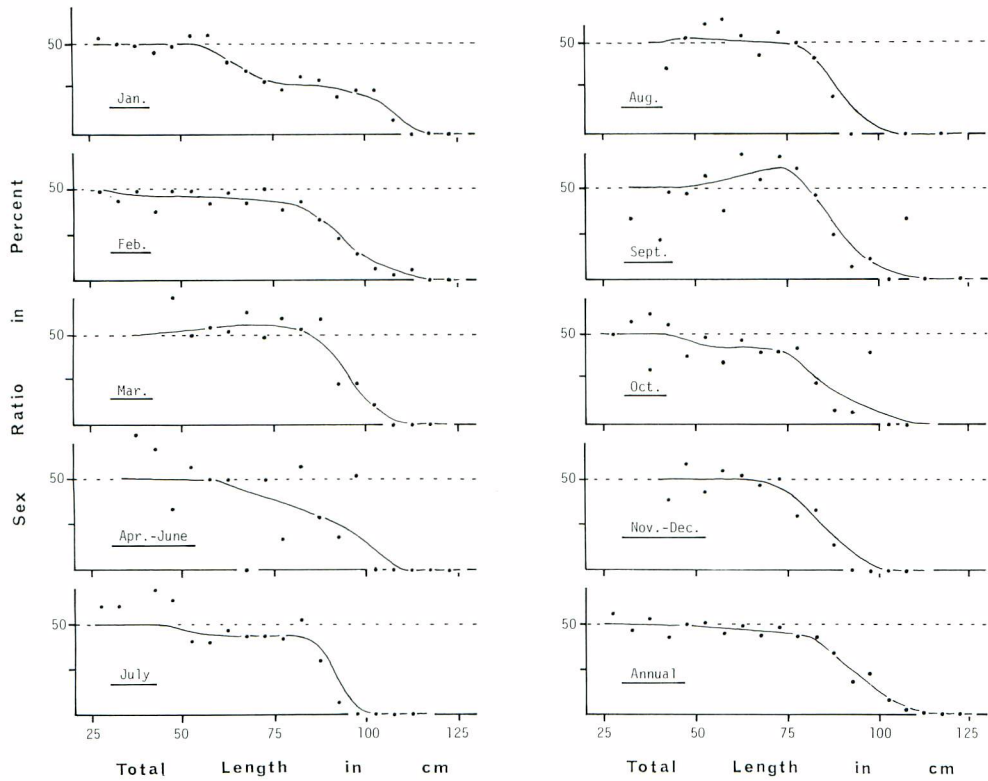 50
Jan.
50
Feb.
50
Mar.
50
Apr.-June
50
July
25
50
75
100
125
Total Length in cm
50
Aug.
50
Sept.
50
Oct.
50
Nov.-Dec.
50
Annual
25
50
75
100
125
Total Length in cm
Sex Ratio in Percent